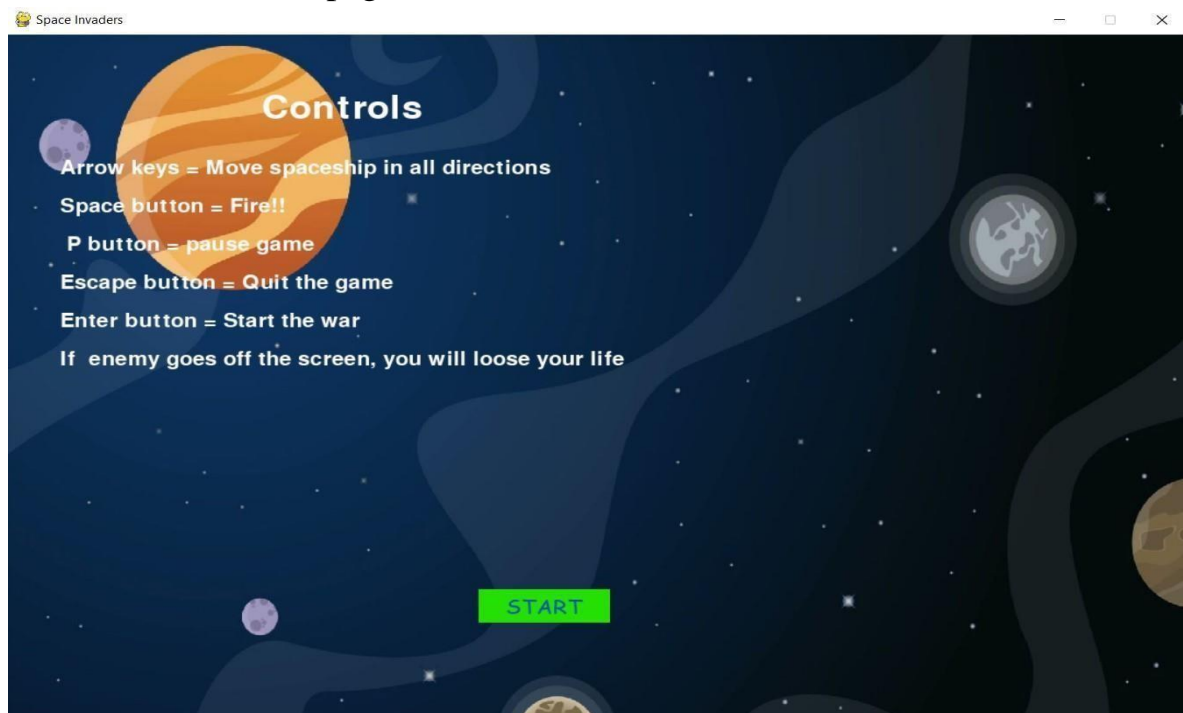 Space Invaders
Controls
Arrow keys = Move spaceship in all directions
Space button = Fire!!
P button = pause game
Escape button = Quit the game
Enter button = Start the war
If  enemy goes off the screen, you will loose your life
START